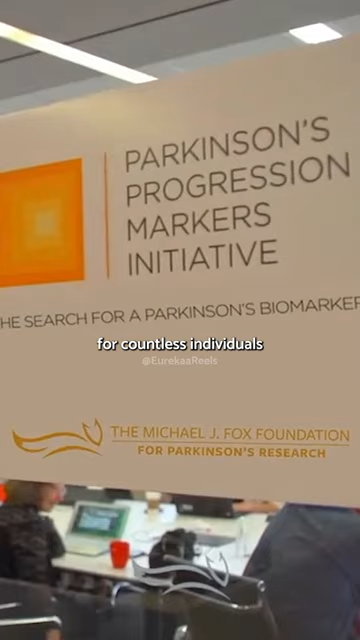 PARKINSON'S
PROGRESSION
MARKERS
INITIATIVE
HE SEARCH FOR A PARKINSON'S BIOMARKER
for countless individuals
@EurekaaReels
THE MICHAEL J. FOX FOUNDATION
FOR PARKINSON'S RESEARCH